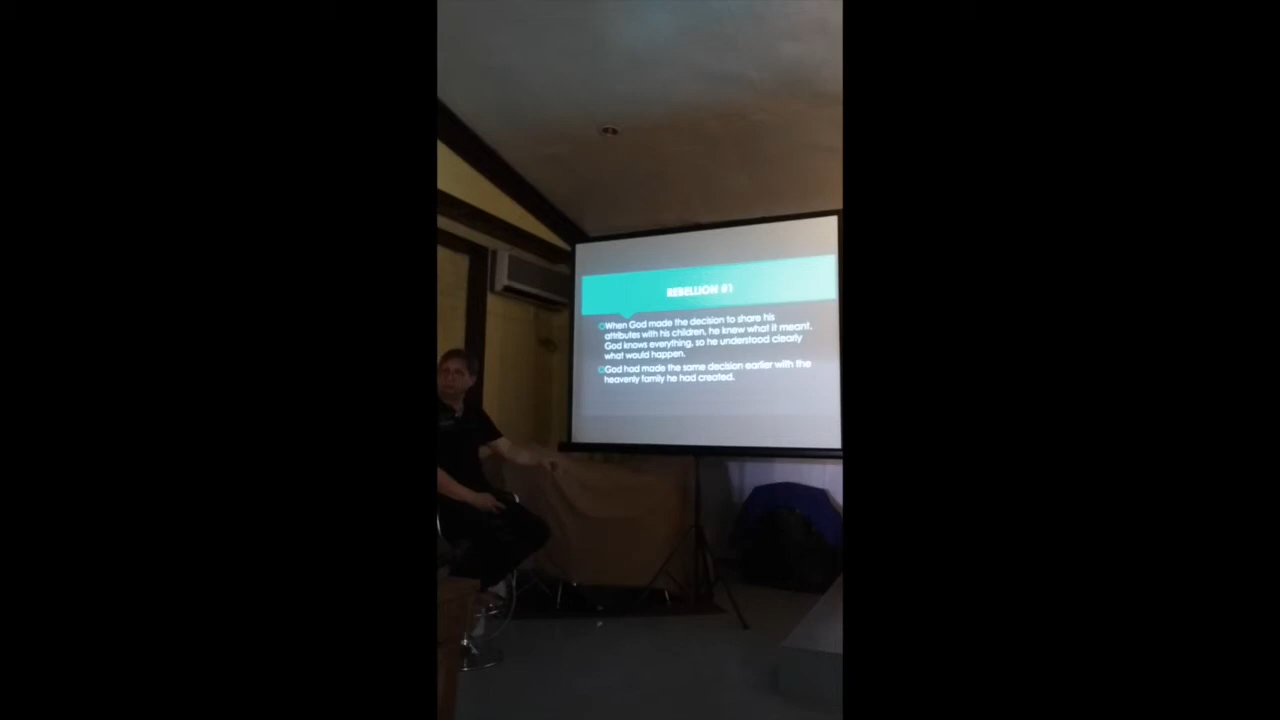 REBELLION #1
When God made the decision to share his
attributes with his children, he knew what it meant.
God knows everything, so he understood clearly
what would happen.
God had made the same decision earlier with the
heavenly family he had created.